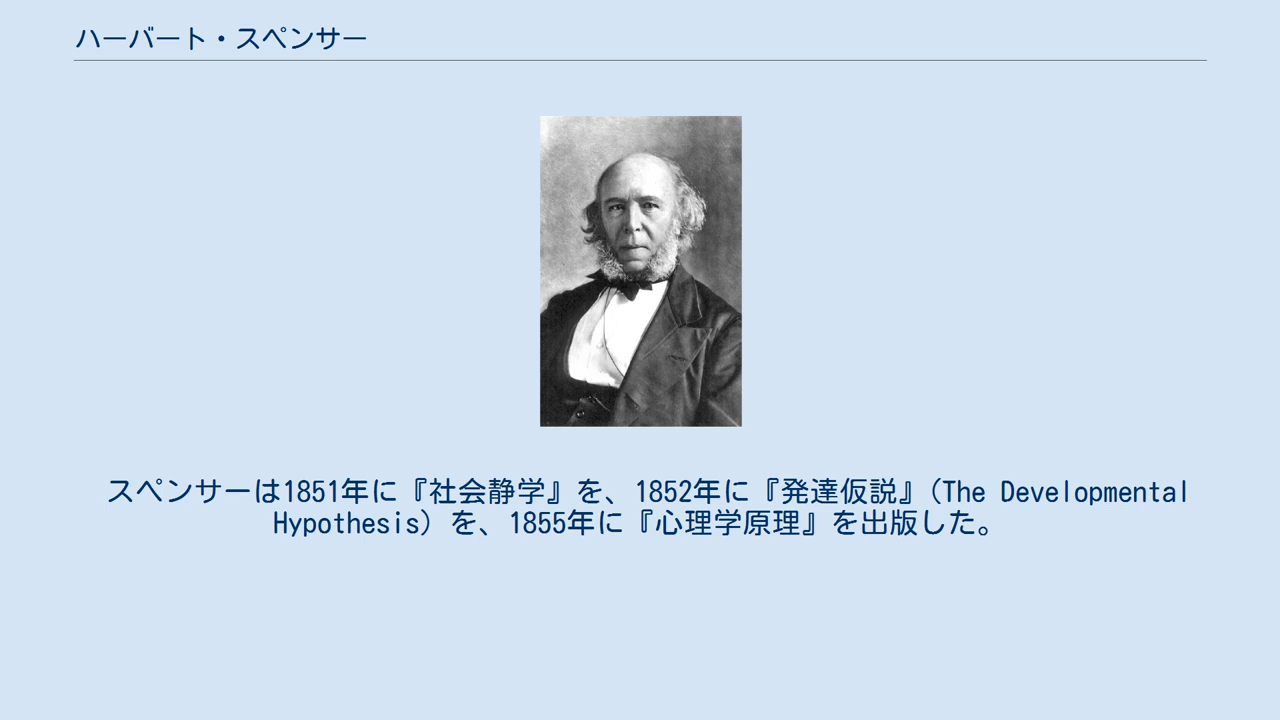 ハーバート・スペンサー
スペンサーは1851年に『社会静学』を、1852年に『発達仮説』(The Developmental
Hypothesis) を、1855年に『心理学原理』を出版した。